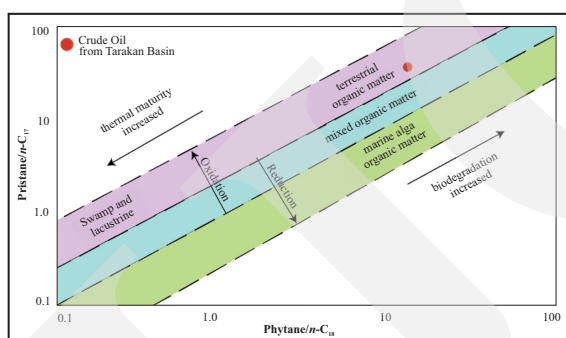 100
10
1.0
0.1
Pristane/n-C₁₇
Crude Oil
from Tarakan Basin
thermal maturity
increased
terrestrial
organic matter
mixed organic matter
marine alga
organic matter
biodegradation
increased
Oxidation
Reduction
Swamp and
lacustrine
0.1
1.0
10
100
Phytane/n-C₁₈